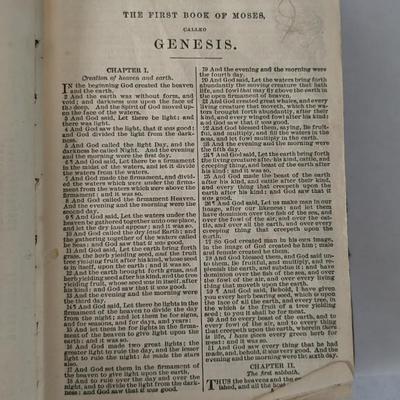 THE FIRST BOOK OF MOSES,
CALLED
GENESIS.
CHAPTER I.
Creation of heaven and earth.
IN the beginning God created the heaven
and the earth.
2 And the earth was without form, and
void; and darkness was upon the face of
the deep. And the Spirit of God moved up-
on the face of the waters.
3 And God said, Let there be light: and
there was light.
4 And God saw the light, that it was good:
and God divided the light from the dark-
ness.
5 And God called the light Day, and the
darkness he called Night. And the evening
and the morning were the first day.
6 ¶ And God said, Let there be a firmament
in the midst of the waters, and let it divide
the waters from the waters.
7 And God made the firmament, and divid-
ed the waters which were under the firma-
ment from the waters which were above the
firmament: and it was so.
8 And God called the firmament Heaven.
And the evening and the morning were the
second day.
9 ¶ And God said, Let the waters under the
heaven be gathered together unto one place,
and let the dry land appear: and it was so.
10 And God called the dry land Earth; and
the gathering together of the waters called
he Seas: and God saw that it was good.
11 And God said, Let the earth bring forth
grass, the herb yielding seed, and the fruit
tree yielding fruit after his kind, whose seed
is in itself, upon the earth: and it was so.
12 And the earth brought forth grass, and
herb yielding seed after his kind, and the tree
yielding fruit, whose seed was in itself, after
his kind: and God saw that it was good.
13 And the evening and the morning were
the third day.
14 ¶ And God said, Let there be lights in the
firmament of the heaven to divide the day
from the night; and let them be for signs, and
for seasons, and for days, and years:
15 And let them be for lights in the firma-
ment of the heaven to give light upon the
earth: and it was so.
16 And God made two great lights; the
greater light to rule the day, and the lesser
light to rule the night: he made the stars
also.
17 And God set them in the firmament of
the heaven to give light upon the earth,
18 And to rule over the day and over the
night, and to divide the light from the dark-
ness: and God saw that it was good.
19 And the evening and the morning were
the fourth day.
20 And God said, Let the waters bring forth
abundantly the moving creature that hath
life, and fowl that may fly above the earth in
the open firmament of heaven.
21 And God created great whales, and every
living creature that moveth, which the wa-
ters brought forth abundantly, after their
kind, and every winged fowl after his kind:
and God saw that it was good.
22 And God blessed them, saying, Be fruit-
ful, and multiply, and fill the waters in the
seas, and let fowl multiply in the earth.
23 And the evening and the morning were
the fifth day.
24 ¶ And God said, Let the earth bring forth
the living creature after his kind, cattle, and
creeping thing, and beast of the earth after
his kind: and it was so.
25 And God made the beast of the earth
after his kind, and cattle after their kind,
and every thing that creepeth upon the
earth after his kind: and God saw that it
was good.
26 ¶ And God said, Let us make man in our
image, after our likeness: and let them
have dominion over the fish of the sea, and
over the fowl of the air, and over the cat-
tle, and over all the earth, and over every
creeping thing that creepeth upon the
earth.
27 So God created man in his own image,
in the image of God created he him; male
and female created he them.
28 And God blessed them, and God said un-
to them, Be fruitful, and multiply, and re-
plenish the earth, and subdue it: and have
dominion over the fish of the sea, and over
the fowl of the air, and over every living
thing that moveth upon the earth.
29 ¶ And God said, Behold, I have given
you every herb bearing seed, which is upon
the face of all the earth, and every tree, in
the which is the fruit of a tree yielding
seed; to you it shall be for meat.
30 And to every beast of the earth, and to
every fowl of the air, and to every thing
that creepeth upon the earth, wherein there
is life, I have given every green herb for
meat: and it was so.
31 And God saw every thing that he had
made, and, behold, it was very good. And the
evening and the morning were the sixth day.
CHAPTER II.
The first sabbath.
THUS the heavens and the earth
and all the host of them.